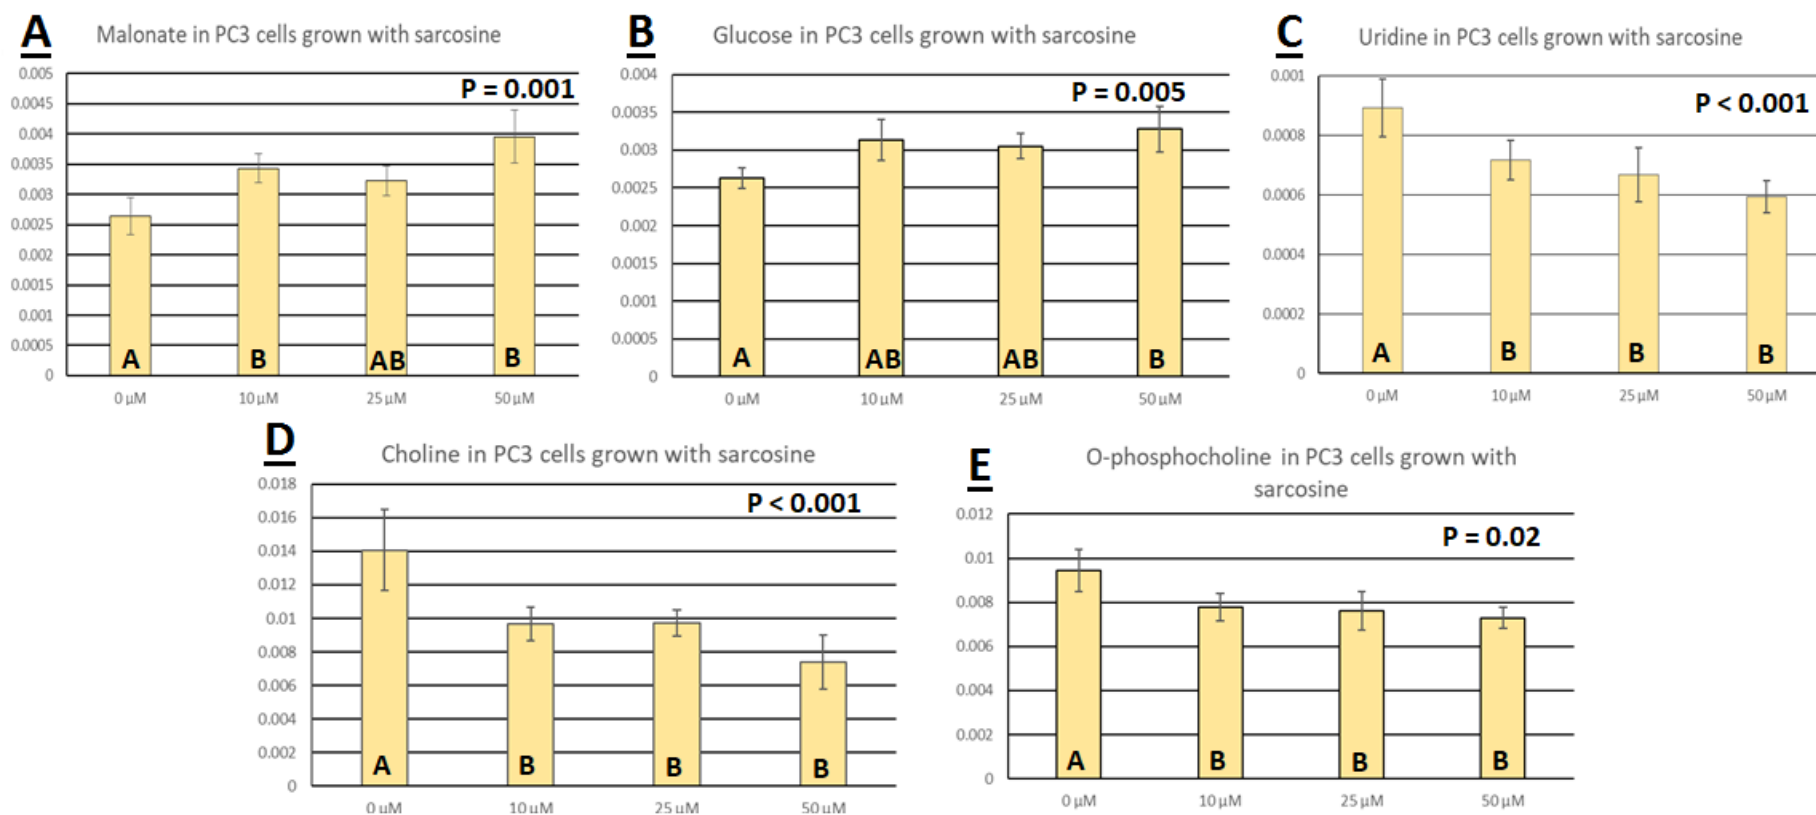 A
Malonate in PC3 cells grown with sarcosine
P = 0.001
0.005
0.0045
0.004
0.0035
0.003
0.0025
0.002
0.0015
0.001
0.0005
0
A B AB B
0 µM 10 µM 25 µM 50 µM
B
Glucose in PC3 cells grown with sarcosine
P = 0.005
0.004
0.0035
0.003
0.0025
0.002
0.0015
0.001
0.0005
0
A AB AB B
0 µM 10 µM 25 µM 50 µM
C
Uridine in PC3 cells grown with sarcosine
P < 0.001
0.001
0.0008
0.0006
0.0004
0.0002
0
A B B B
0 µM 10 µM 25 µM 50 µM
D
Choline in PC3 cells grown with sarcosine
P < 0.001
0.018
0.016
0.014
0.012
0.01
0.008
0.006
0.004
0.002
0
A B B B
0 µM 10 µM 25 µM 50 µM
E
O-phosphocholine in PC3 cells grown with
sarcosine
P = 0.02
0.012
0.01
0.008
0.006
0.004
0.002
0
A B B B
0 µM 10 µM 25 µM 50 µM